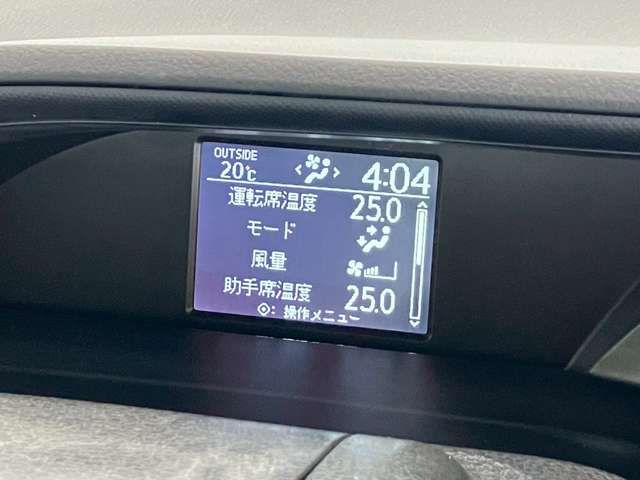 OUTSIDE
20℃ 4:04
運転席温度 25.0
モード
風量
助手席温度 25.0
: 操作メニュー